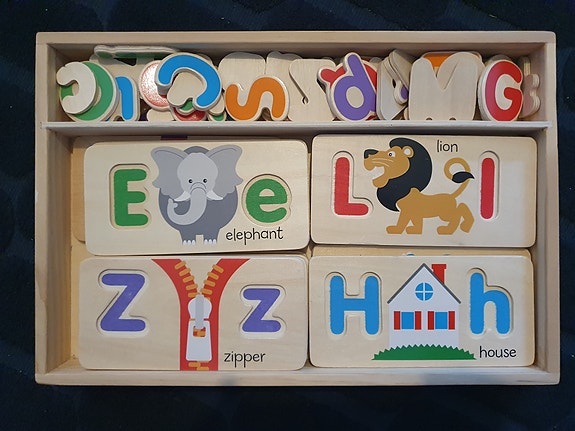 S
d
G
E e
elephant
L l
lion
Z z
zipper
H h
house